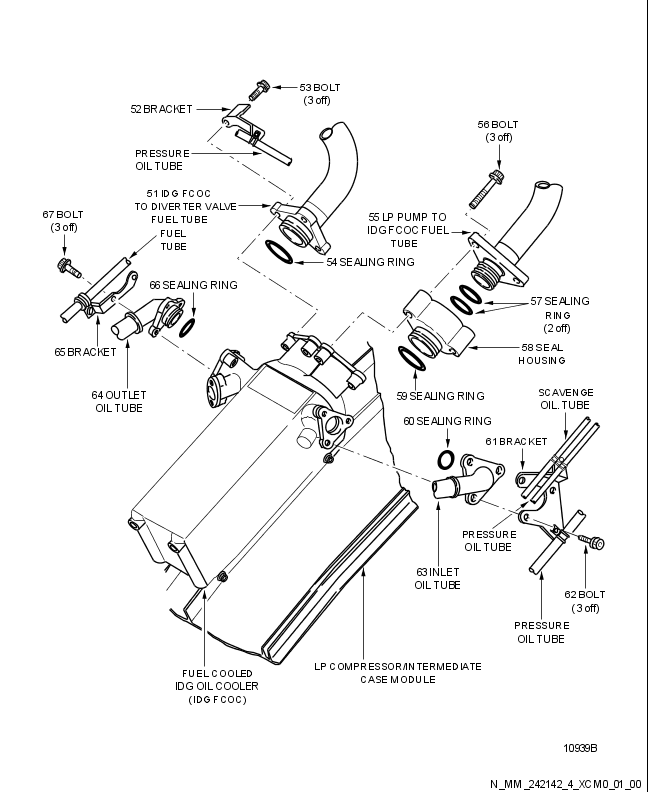 53 BOLT
(3 off)
52 BRACKET
56 BOLT
(3 off)
PRESSURE
OIL TUBE
51 IDG FCOC
TO DIVERTER VALVE
FUEL TUBE
67 BOLT
(3 off)
FUEL
TUBE
55 LP PUMP TO
IDG FCOC FUEL
TUBE
54 SEALING RING
66 SEALING RING
57 SEALING
RING
(2 off)
65 BRACKET
58 SEAL
HOUSING
64 OUTLET
OIL TUBE
59 SEALING RING
SCAVENGE
OIL. TUBE
60 SEALING RING
61 BRACKET
PRESSURE
OIL TUBE
63 INLET
OIL TUBE
62 BOLT
(3 off)
PRESSURE
OIL TUBE
FUEL COOLED
IDG OIL COOLER
(IDG FCOC)
LP COMPRESSOR/INTERMEDIATE
CASE MODULE
10939B
N_MM_242142_4_XCM0_01_00